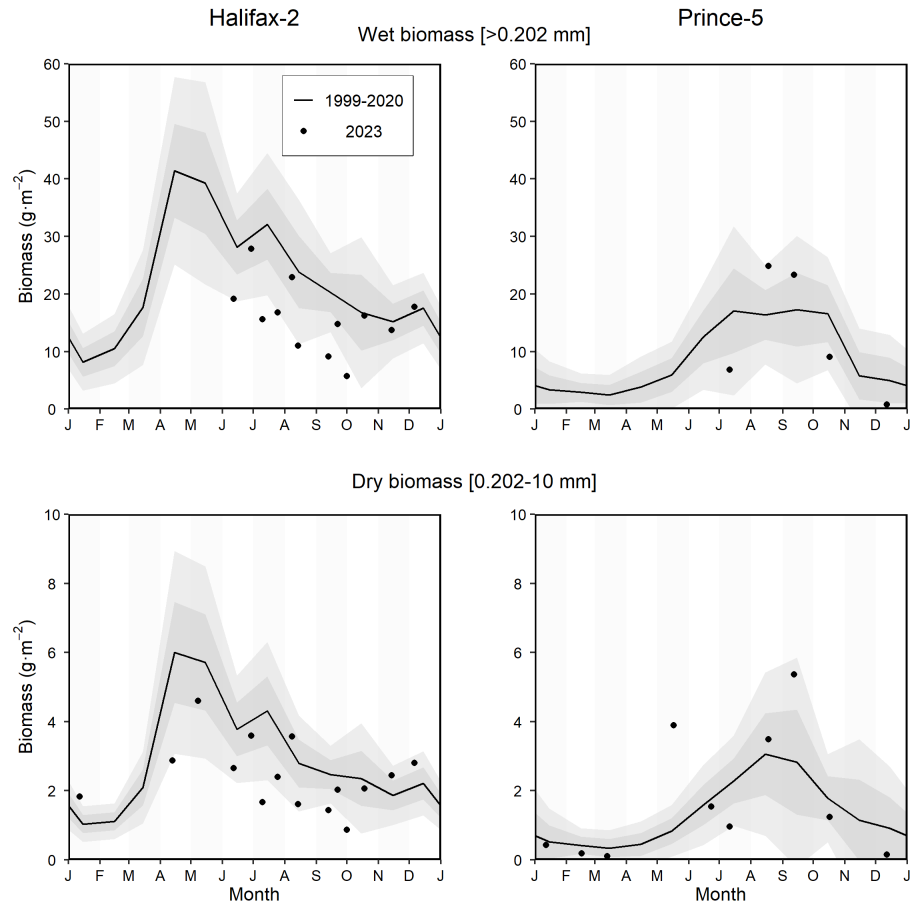 Halifax-2 Prince-5
Wet biomass [>0.202 mm]
Biomass (g·m⁻²)
60 50 40 30 20 10 0
1999-2020
2023
J F M A M J J A S O N D J
60 50 40 30 20 10 0
J F M A M J J A S O N D J
Dry biomass [0.202-10 mm]
Biomass (g·m⁻²)
10 8 6 4 2 0
J F M A M J J A S O N D J
Month
10 8 6 4 2 0
J F M A M J J A S O N D J
Month